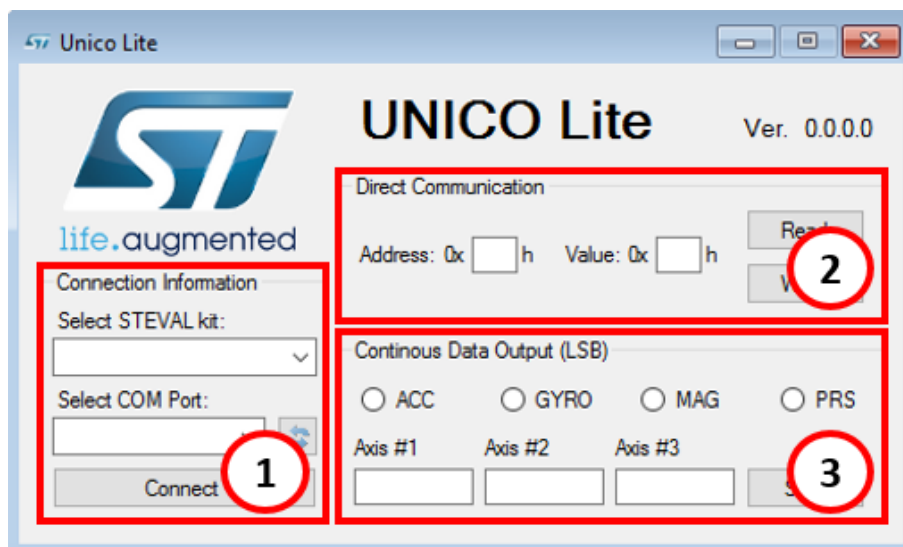 Unico Lite
ST
life.augmented
UNICO Lite
Ver. 0.0.0.0
Connection Information
Select STEVAL kit:
Select COM Port:
Connect
1
Direct Communication
Address: 0x h Value: 0x h
Read
2
Continous Data Output (LSB)
ACC GYRO MAG PRS
Axis #1 Axis #2 Axis #3
3